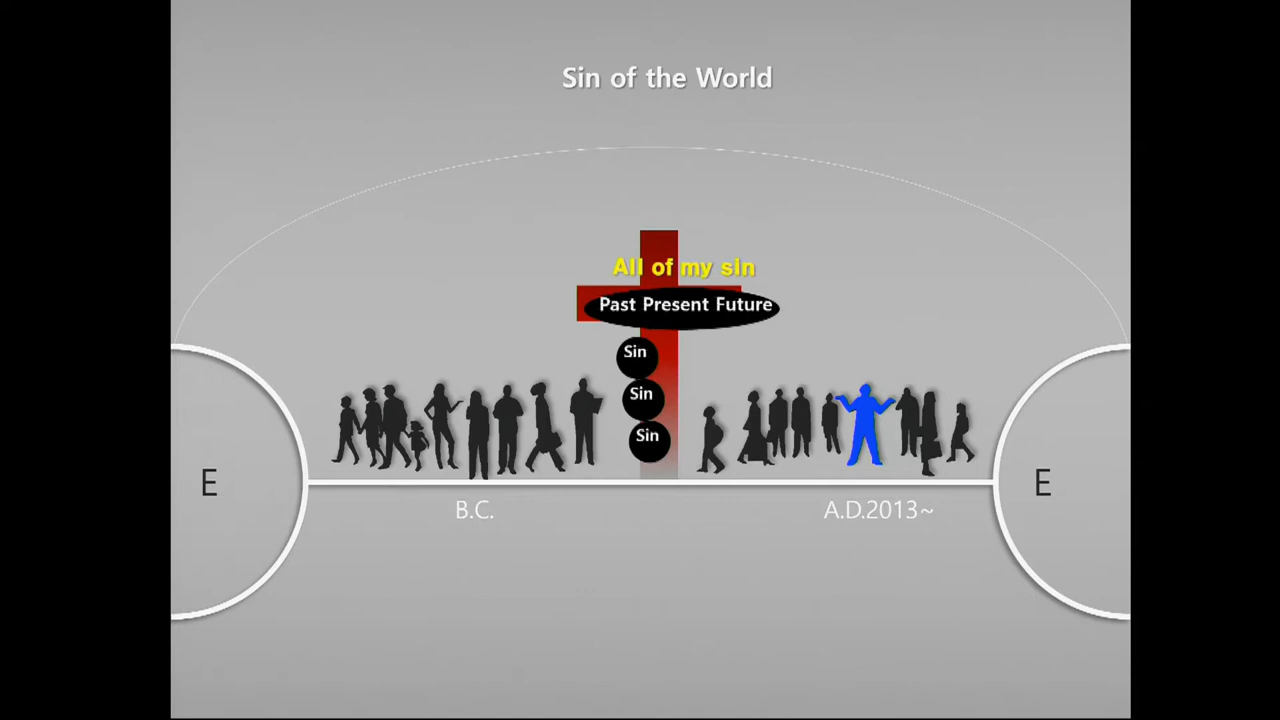 Sin of the World
All of my sin
Past Present Future
Sin
Sin
Sin
E
E
B.C.
A.D.2013~